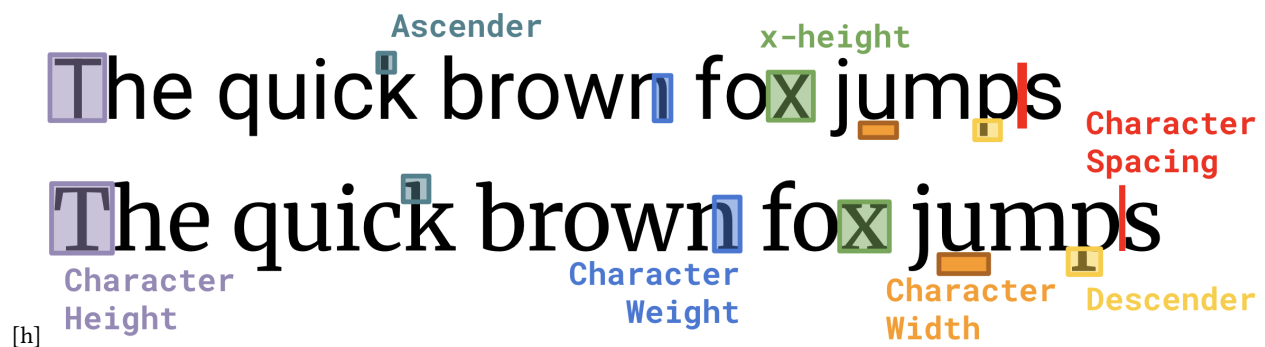 Ascender
x-height
The quick brown fox jumps
Character
Spacing
The quick brown fox jumps
Character
Height
Character
Weight
Character
Width
Descender
[h]